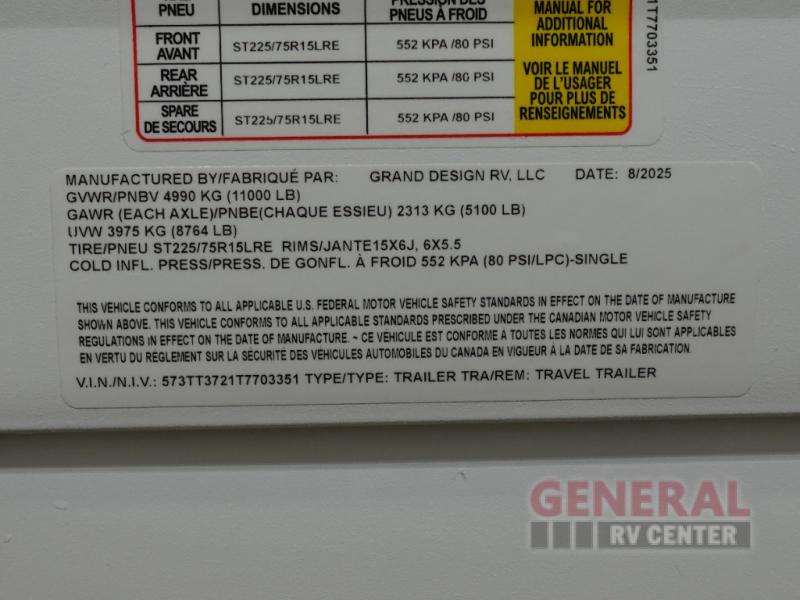 PNEU DIMENSIONS PRESSION DES
PNEUS À FROID
MANUAL FOR
ADDITIONAL
INFORMATION
FRONT
AVANT ST225/75R15LRE 552 KPA /80 PSI
REAR
ARRIÈRE ST225/75R15LRE 552 KPA /80 PSI
SPARE
DE SECOURS ST225/75R15LRE 552 KPA /80 PSI
VOIR LE MANUEL
DE L'USAGER
POUR PLUS DE
RENSEIGNEMENTS
1T7703351
MANUFACTURED BY/FABRIQUÉ PAR: GRAND DESIGN RV, LLC DATE: 8/2025
GVWR/PNBV 4990 KG (11000 LB)
GAWR (EACH AXLE)/PNBE(CHAQUE ESSIEU) 2313 KG (5100 LB)
UVW 3975 KG (8764 LB)
TIRE/PNEU ST225/75R15LRE RIMS/JANTE15X6J, 6X5.5
COLD INFL. PRESS/PRESS. DE GONFL. À FROID 552 KPA (80 PSI/LPC)-SINGLE
THIS VEHICLE CONFORMS TO ALL APPLICABLE U.S. FEDERAL MOTOR VEHICLE SAFETY STANDARDS IN EFFECT ON THE DATE OF MANUFACTURE
SHOWN ABOVE. THIS VEHICLE CONFORMS TO ALL APPLICABLE STANDARDS PRESCRIBED UNDER THE CANADIAN MOTOR VEHICLE SAFETY
REGULATIONS IN EFFECT ON THE DATE OF MANUFACTURE. ~ CE VÉHICULE EST CONFORME À TOUTES LES NORMES QUI LUI SONT APPLICABLES
EN VERTU DU RÈGLEMENT SUR LA SÉCURITÉ DES VÉHICULES AUTOMOBILES DU CANADA EN VIGUEUR À LA DATE DE SA FABRICATION.
V.I.N./N.I.V.: 573TT3721T7703351 TYPE/TYPE: TRAILER TRA/REM: TRAVEL TRAILER
GENERAL
RV CENTER